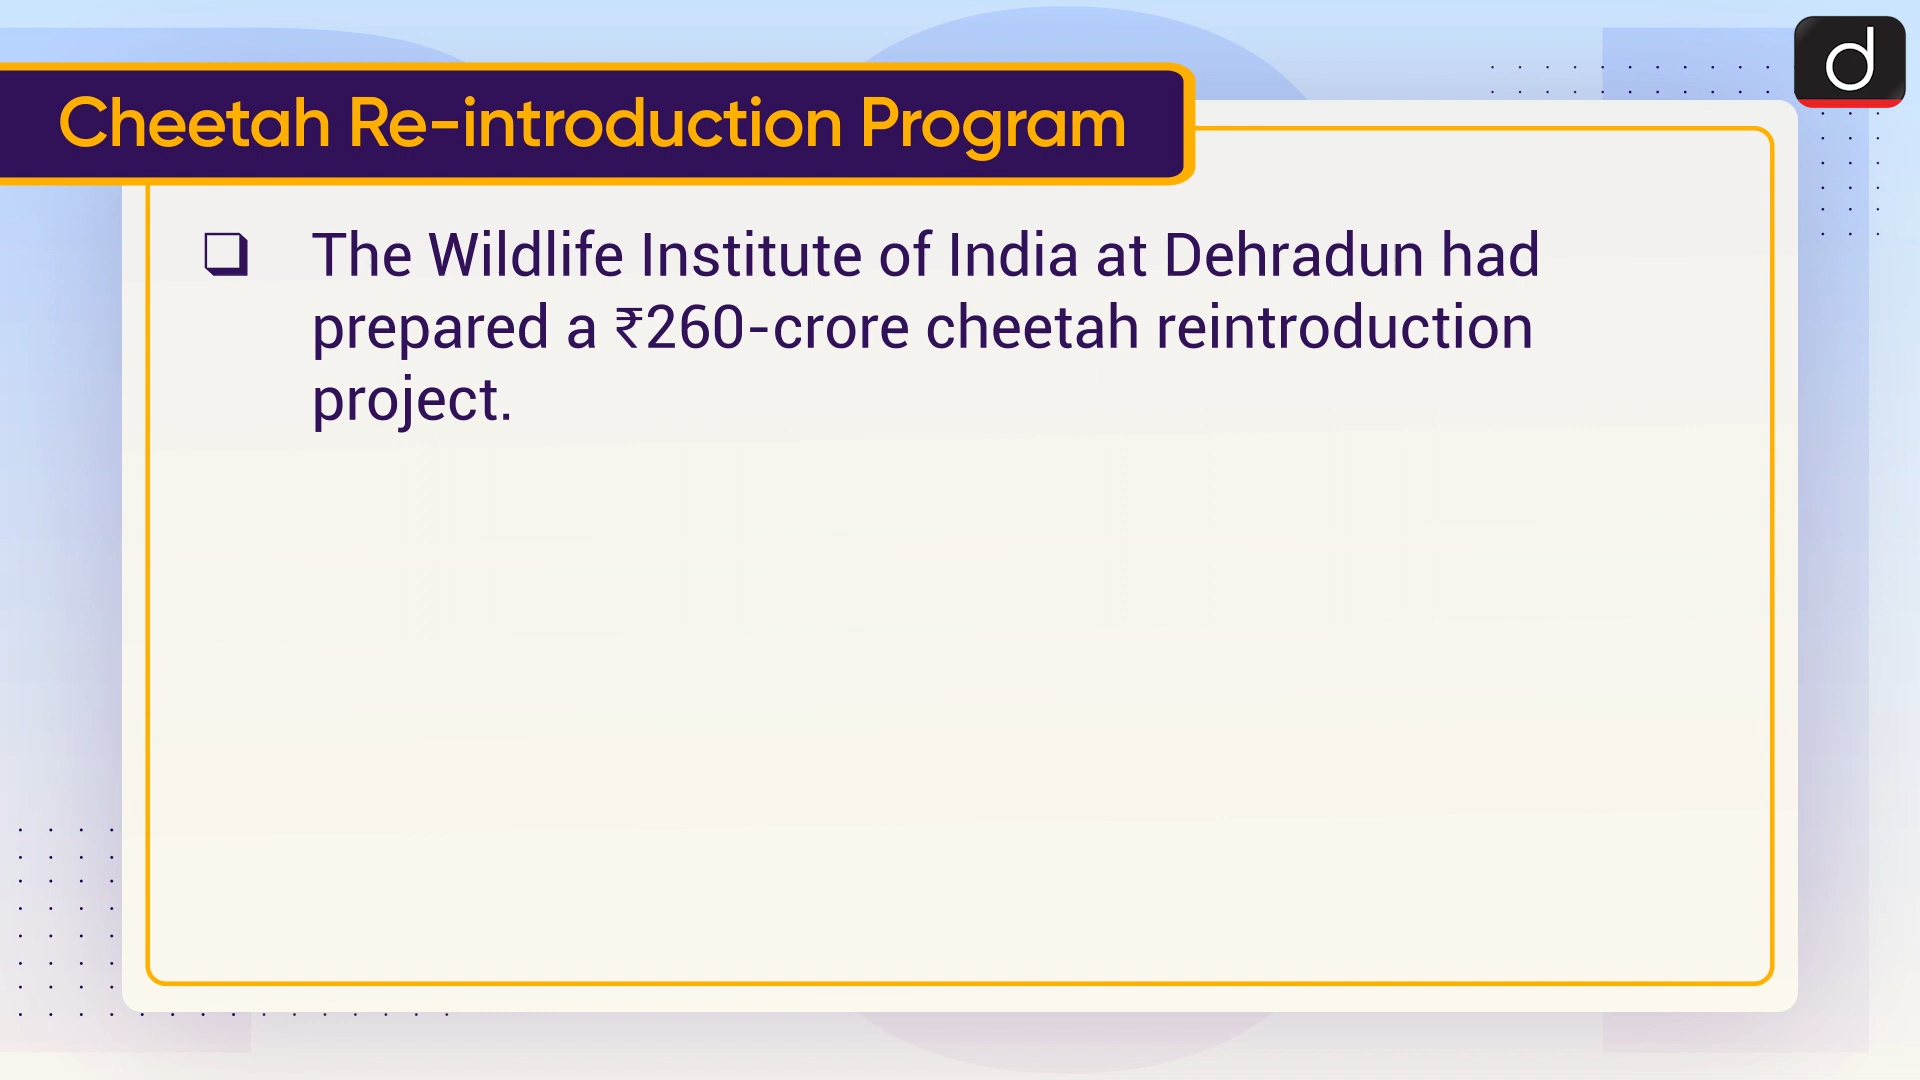 d
Cheetah Re-introduction Program
❑ The Wildlife Institute of India at Dehradun had
prepared a ₹260-crore cheetah reintroduction
project.